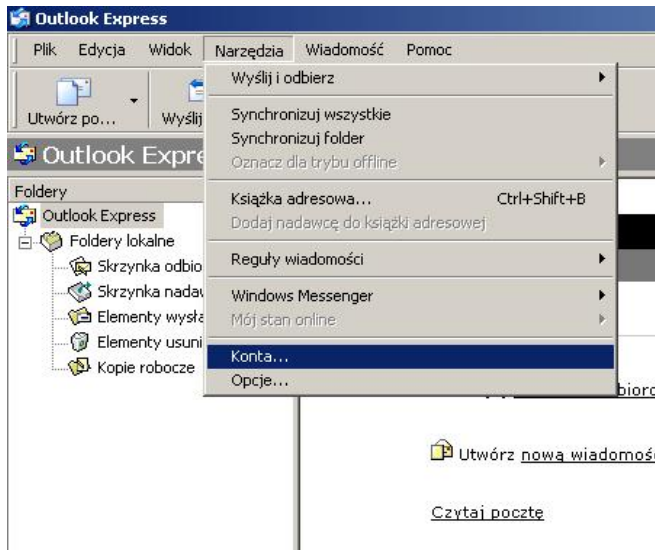 Outlook Express
Plik Edycja Widok Narzędzia Wiadomość Pomoc
Utwórz po... Wyślij
Outlook Expre
Foldery
Outlook Express
Foldery lokalne
Skrzynka odbio
Skrzynka nadaw
Elementy wysła
Elementy usuni
Kopie robocze
Wyślij i odbierz
Synchronizuj wszystkie
Synchronizuj folder
Oznacz dla trybu offline
Książka adresowa... Ctrl+Shift+B
Dodaj nadawcę do książki adresowej
Reguły wiadomości
Windows Messenger
Mój stan online
Konta...
Opcje...
Utwórz nową wiadomoś
Czytaj pocztę